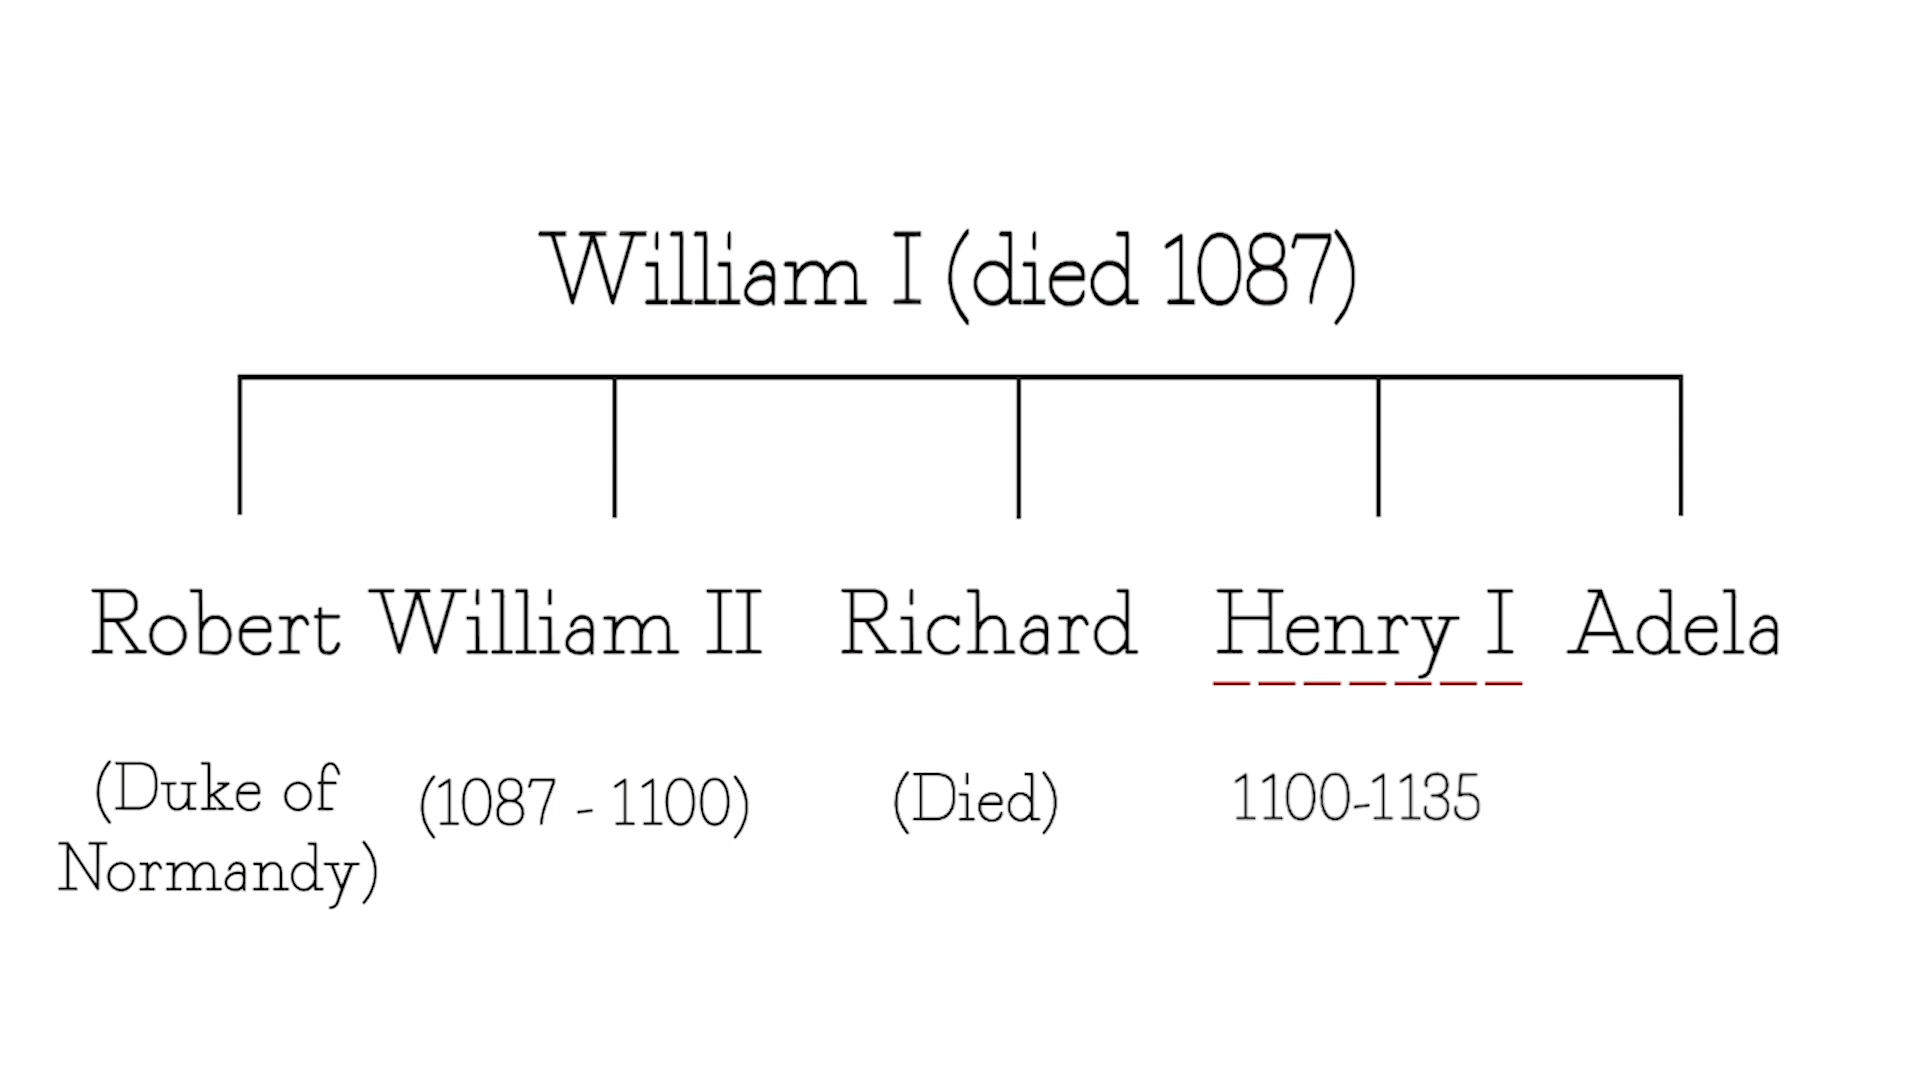 William I (died 1087)
Robert William II Richard Henry I Adela
(Duke of Normandy) (1087 - 1100) (Died) 1100-1135